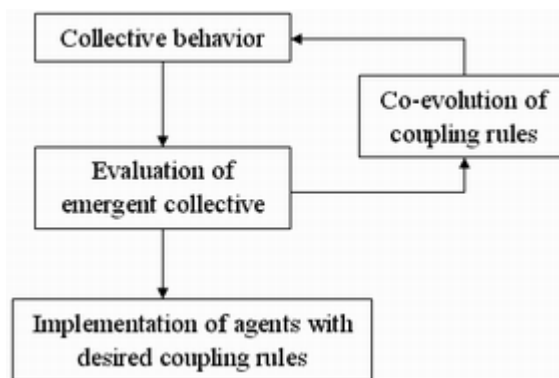 Collective behavior
Co-evolution of
coupling rules
Evaluation of
emergent collective
Implementation of agents with
desired coupling rules